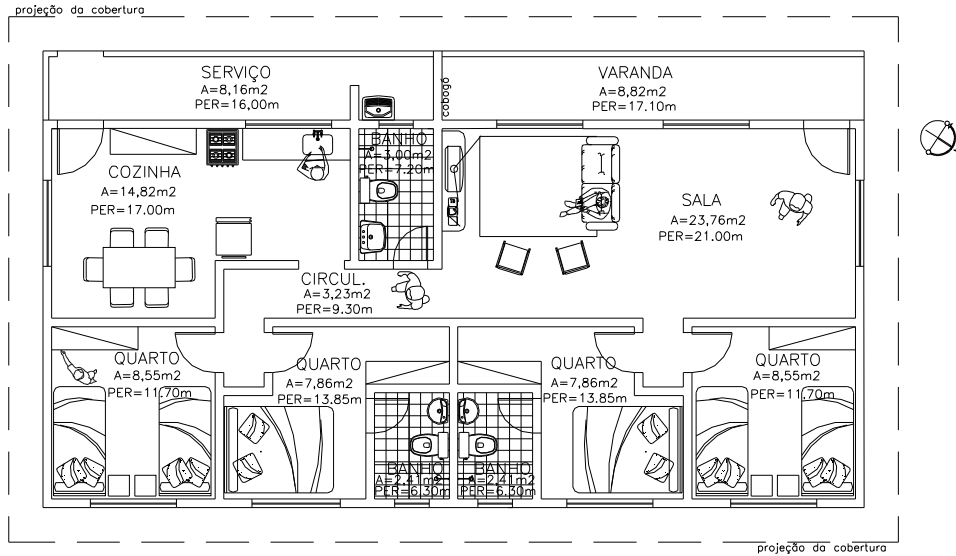 projeção da cobertura
SERVIÇO
A=8,16m2
PER=16,00m
VARANDA
A=8,82m2
PER=17.10m
cobogó
BANHO
A=3,00m2
PER=7.20m
COZINHA
A=14,82m2
PER=17.00m
SALA
A=23,76m2
PER=21.00m
CIRCUL.
A=3,23m2
PER=9.30m
QUARTO
A=8,55m2
PER=11.70m
QUARTO
A=7,86m2
PER=13.85m
QUARTO
A=7,86m2
PER=13.85m
QUARTO
A=8,55m2
PER=11.70m
BANHO
A=2,41m2
PER=6.30m
BANHO
A=2,41m2
PER=6.30m
projeção da cobertura